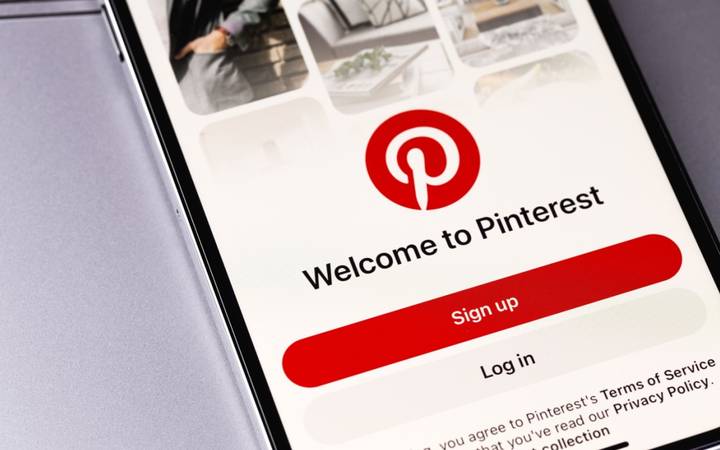 Welcome to Pinterest
Sign up
Log in
you agree to Pinterest's Terms of Service
that you've read our Privacy Policy.
collection